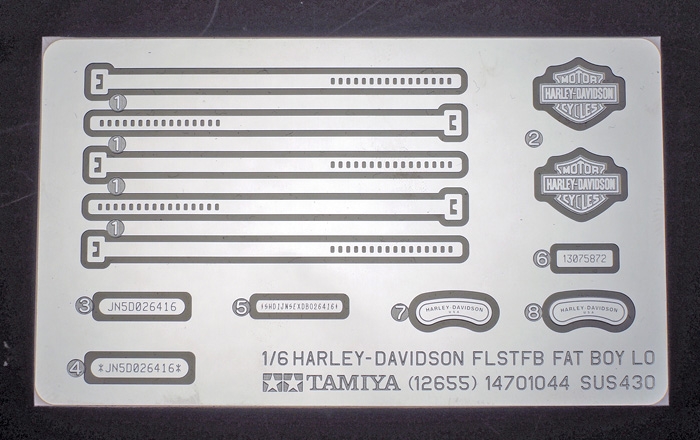 1
1
1
1
MOTOR
HARLEY-DAVIDSON
CYCLES
2
MOTOR
HARLEY-DAVIDSON
CYCLES
6 13075872
3 JN5D026416
5
7 HARLEY-DAVIDSON
USA
8 HARLEY-DAVIDSON
USA
4 *JN5D026416*
1/6 HARLEY-DAVIDSON FLSTFB FAT BOY LO
TAMIYA (12655) 14701044 SUS430